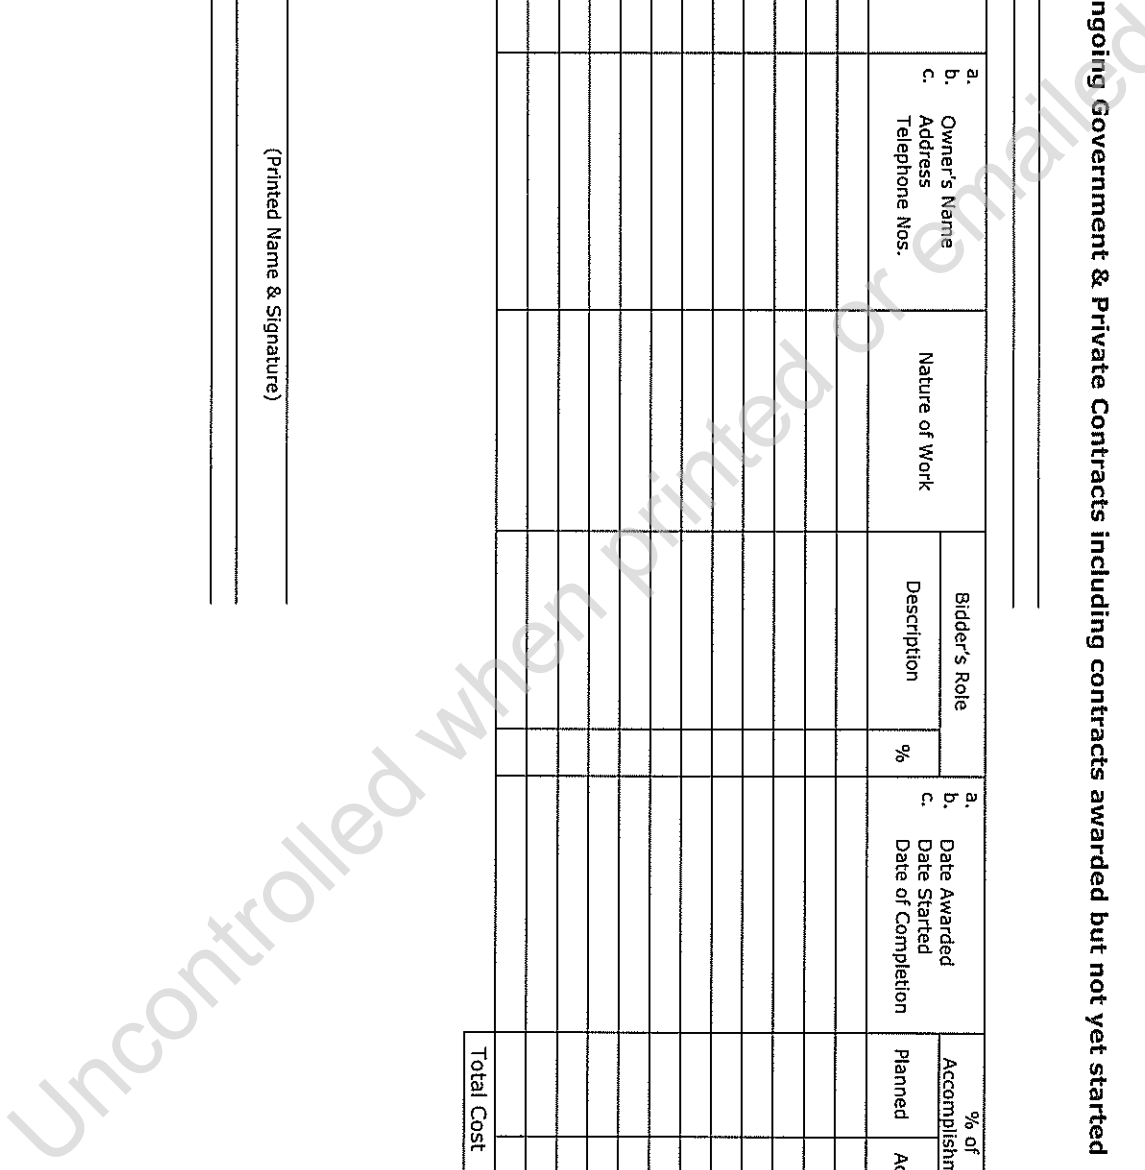 ngoing Government & Private Contracts including contracts awarded but not yet started
a.
b. Owner's Name
c. Address
Telephone Nos.
Nature of Work
Bidder's Role
Description
%
a.
b. Date Awarded
c. Date Started
Date of Completion
% of
Accomplishm
Planned
Ac
Total Cost
(Printed Name & Signature)
Uncontrolled when printed or emailed